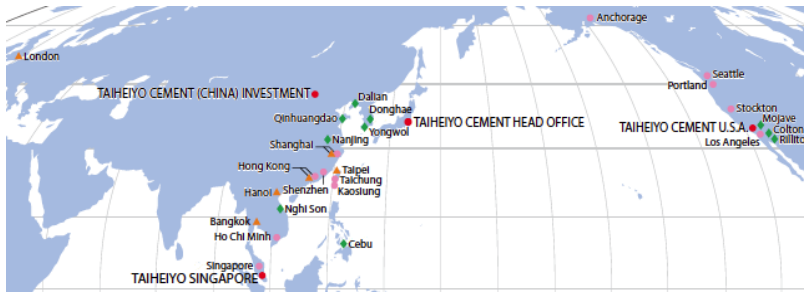 Anchorage
London
Seattle
Portland
TAIHEIYO CEMENT (CHINA) INVESTMENT
Dalian
Donghae
Stockton
Qinhuangdao
TAIHEIYO CEMENT HEAD OFFICE
Mojave
TAIHEIYO CEMENT U.S.A.
Colton
Yongwol
Nanjing
Los Angeles
Rillito
Shanghai
Hong Kong
Taipei
Taichung
Shenzhen
Kaosiung
Hanoi
Nghi Son
Bangkok
Ho Chi Minh
Cebu
Singapore
TAIHEIYO SINGAPORE